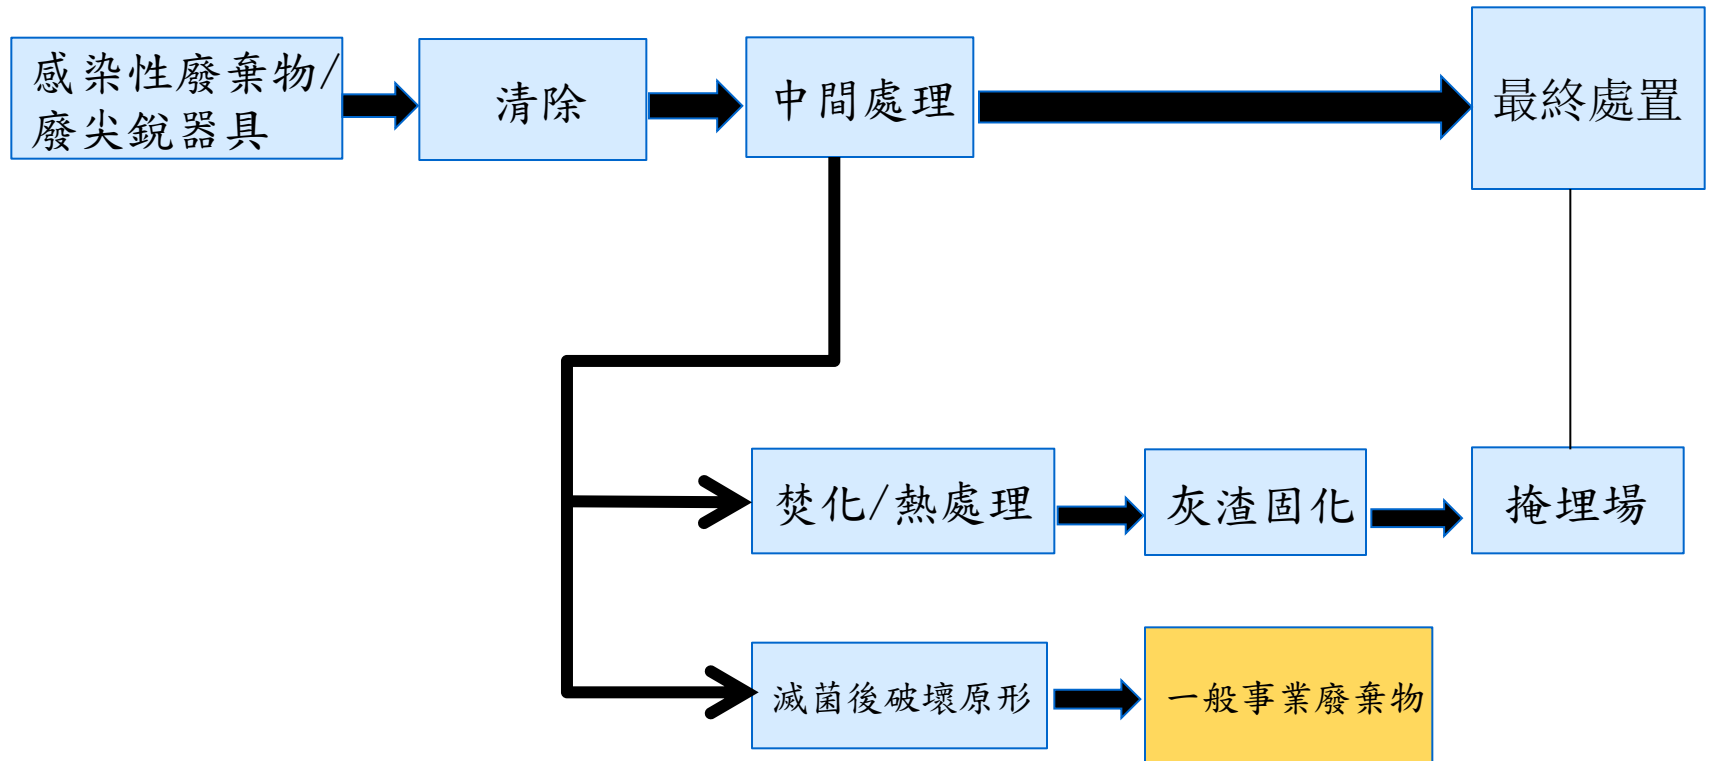 感染性廢棄物/
廢尖銳器具
清除
中間處理
最終處置
焚化/熱處理
灰渣固化
掩埋場
滅菌後破壞原形
一般事業廢棄物